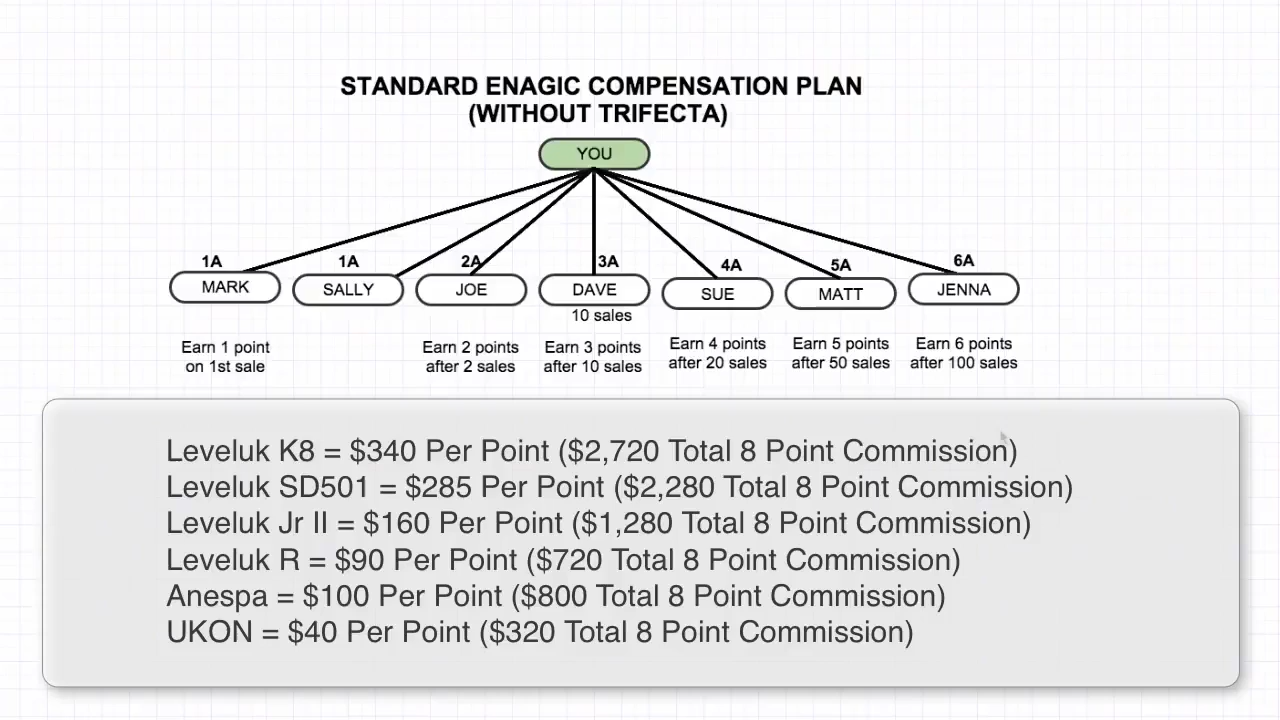 STANDARD ENAGIC COMPENSATION PLAN
(WITHOUT TRIFECTA)
YOU
1A 1A 2A 3A 4A 5A 6A
MARK SALLY JOE DAVE SUE MATT JENNA
10 sales
Earn 1 point Earn 2 points Earn 3 points Earn 4 points Earn 5 points Earn 6 points
on 1st sale after 2 sales after 10 sales after 20 sales after 50 sales after 100 sales
Leveluk K8 = $340 Per Point ($2,720 Total 8 Point Commission)
Leveluk SD501 = $285 Per Point ($2,280 Total 8 Point Commission)
Leveluk Jr II = $160 Per Point ($1,280 Total 8 Point Commission)
Leveluk R = $90 Per Point ($720 Total 8 Point Commission)
Anespa = $100 Per Point ($800 Total 8 Point Commission)
UKON = $40 Per Point ($320 Total 8 Point Commission)